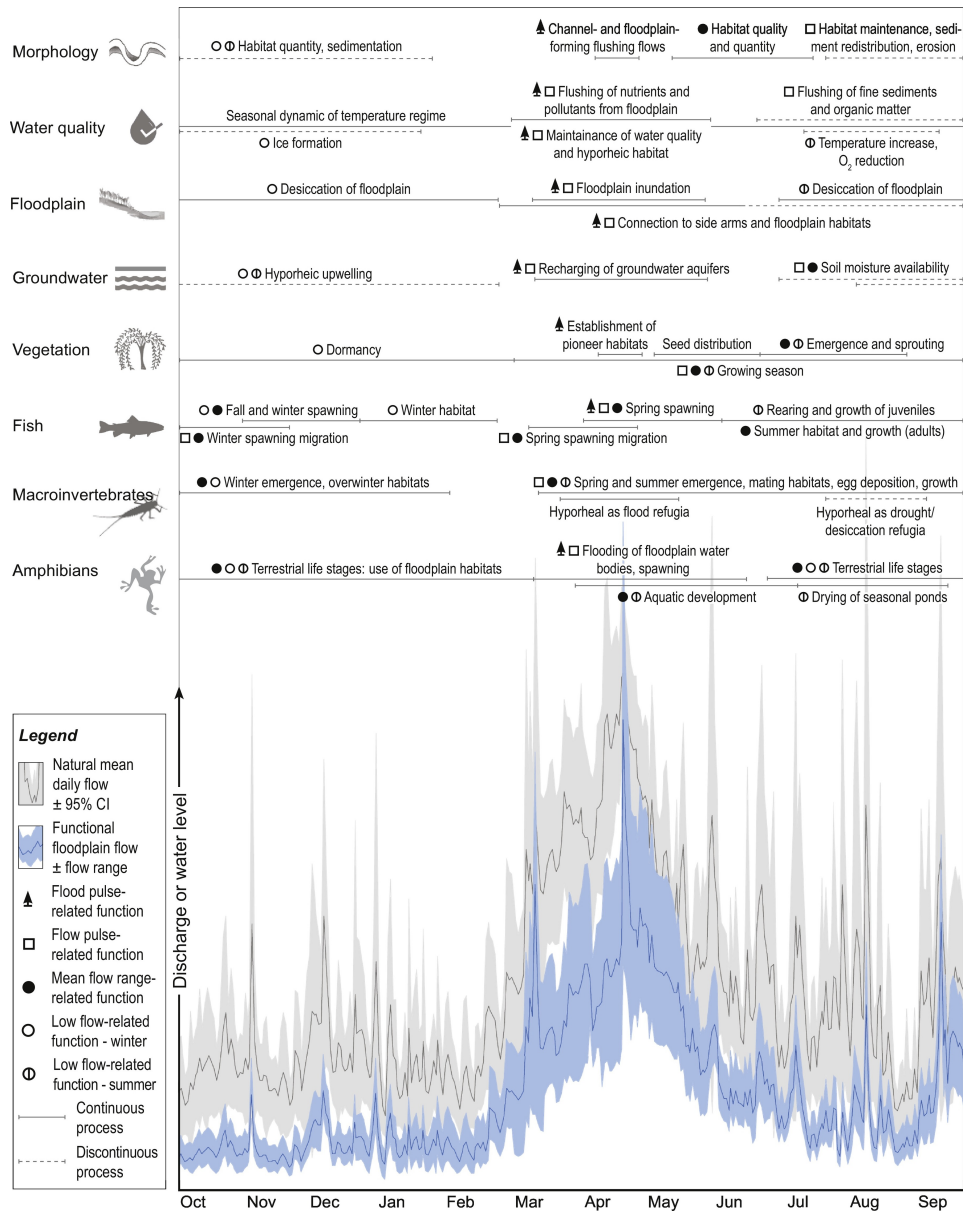 Morphology
Habitat quantity, sedimentation
Channel- and floodplain-
forming flushing flows
Habitat quality
and quantity
Habitat maintenance, sedi-
ment redistribution, erosion
Water quality
Seasonal dynamic of temperature regime
Ice formation
Flushing of nutrients and
pollutants from floodplain
Maintainance of water quality
and hyporheic habitat
Flushing of fine sediments
and organic matter
Temperature increase,
O2 reduction
Floodplain
Desiccation of floodplain
Floodplain inundation
Desiccation of floodplain
Connection to side arms and floodplain habitats
Groundwater
Hyporheic upwelling
Recharging of groundwater aquifers
Soil moisture availability
Vegetation
Dormancy
Establishment of
pioneer habitats
Seed distribution
Emergence and sprouting
Growing season
Fish
Fall and winter spawning
Winter habitat
Spring spawning
Rearing and growth of juveniles
Winter spawning migration
Spring spawning migration
Summer habitat and growth (adults)
Macroinvertebrates
Winter emergence, overwinter habitats
Spring and summer emergence, mating habitats, egg deposition, growth
Hyporheal as flood refugia
Hyporheal as drought/
desiccation refugia
Amphibians
Terrestrial life stages: use of floodplain habitats
Flooding of floodplain water
bodies, spawning
Terrestrial life stages
Aquatic development
Drying of seasonal ponds
Discharge or water level
Legend
Natural mean
daily flow
± 95% CI
Functional
floodplain flow
± flow range
Flood pulse-
related function
Flow pulse-
related function
Mean flow range-
related function
Low flow-related
function - winter
Low flow-related
function - summer
Continuous
process
Discontinuous
process
Oct Nov Dec Jan Feb Mar Apr May Jun Jul Aug Sep